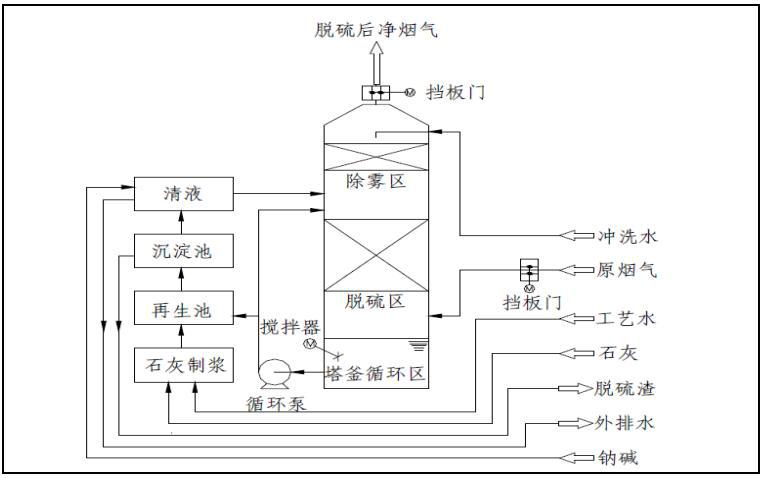 脱硫后净烟气
挡板门
除雾区
清液
沉淀池
冲洗水
原烟气
脱硫区
再生池
挡板门
搅拌器
工艺水
石灰制浆
石灰
塔釜循环区
循环泵
脱硫渣
外排水
钠碱
M
M
M